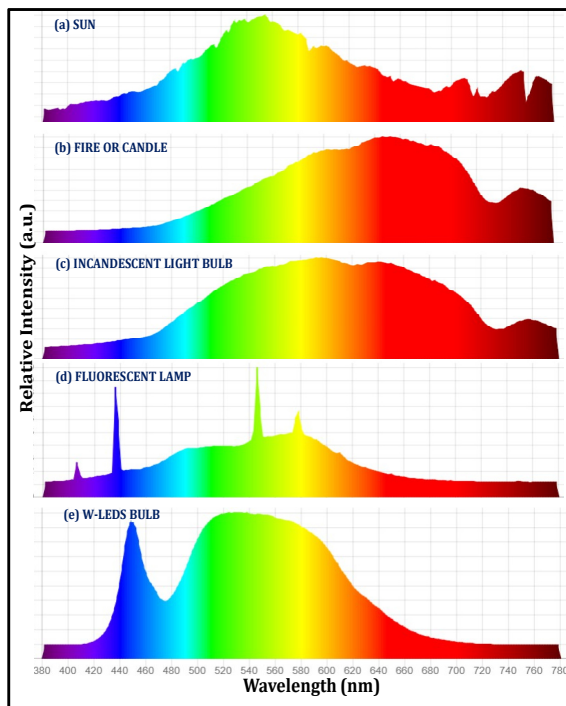 (a) SUN
(b) FIRE OR CANDLE
(c) INCANDESCENT LIGHT BULB
(d) FLUORESCENT LAMP
(e) W-LEDS BULB
Relative Intensity (a.u.)
380 400 420 440 460 480 500 520 540 560 580 600 620 640 660 680 700 720 740 760 780
Wavelength (nm)